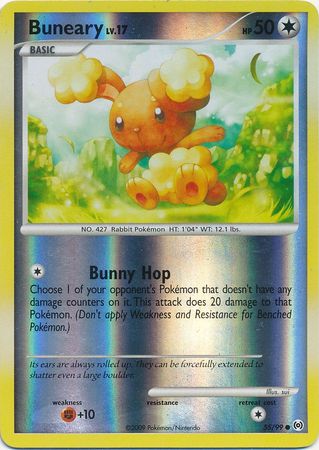 Buneary LV.17 HP 50
BASIC
NO. 427 Rabbit Pokémon HT: 1'04" WT: 12.1 lbs.
Bunny Hop
Choose 1 of your opponent's Pokémon that doesn't have any
damage counters on it. This attack does 20 damage to that
Pokémon. (Don't apply Weakness and Resistance for Benched
Pokémon.)
Its ears are always rolled up. They can be forcefully extended to
shatter even a large boulder.
Illus. sui
weakness resistance retreat cost
+10
©2009 Pokémon/Nintendo 55/99